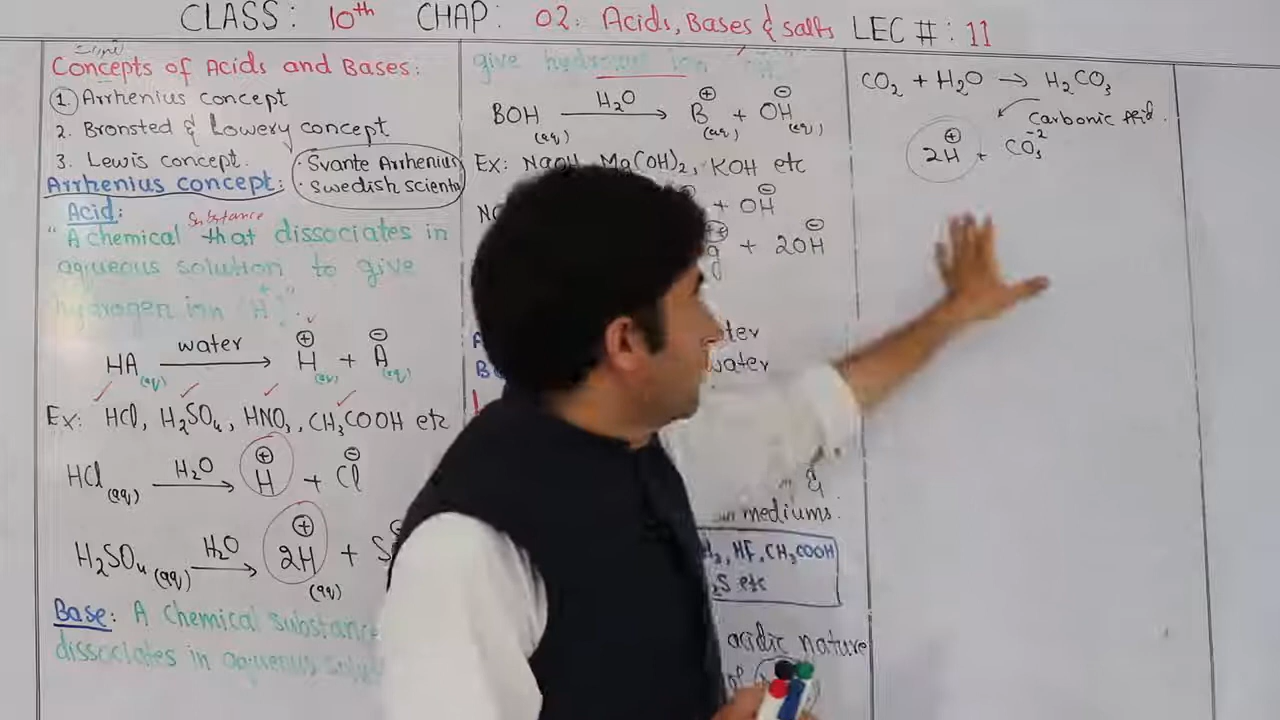 CLASS: 10th CHAP: 02: Acids, Bases & salts LEC #: 11
Concepts of Acids and Bases:
1 Arrhenius concept
2. Bronsted & Lowery concept
3. Lewis concept.
· Svante Arrhenius
· Swedish scienti
Arrhenius concept:
Acid:
substance
"A chemical that dissociates in
aqueous solution to give
hydrogen ion H⁺".
HA(aq) water → H⁺(aq) + A⁻(aq)
Ex: HCl, H₂SO₄, HNO₃, CH₃COOH etc
HCl(aq) H₂O → H⁺ + Cl⁻
H₂SO₄(aq) H₂O → 2H⁺(aq) + S
Base: A Chemical substance
dissociates in aqueous solu
give hydroxyl ion
BOH(aq) H₂O → B⁺(aq) + OH⁻(aq)
Ex: NaOH, Mg(OH)₂, KOH etc
+ OH⁻
g⁺⁺ + 2OH⁻
ter
water
&
mediums.
, HF, CH₃COOH
S etc
acidic nature
of
CO₂ + H₂O → H₂CO₃
Carbonic Acid.
2H⁺ + CO₃⁻²